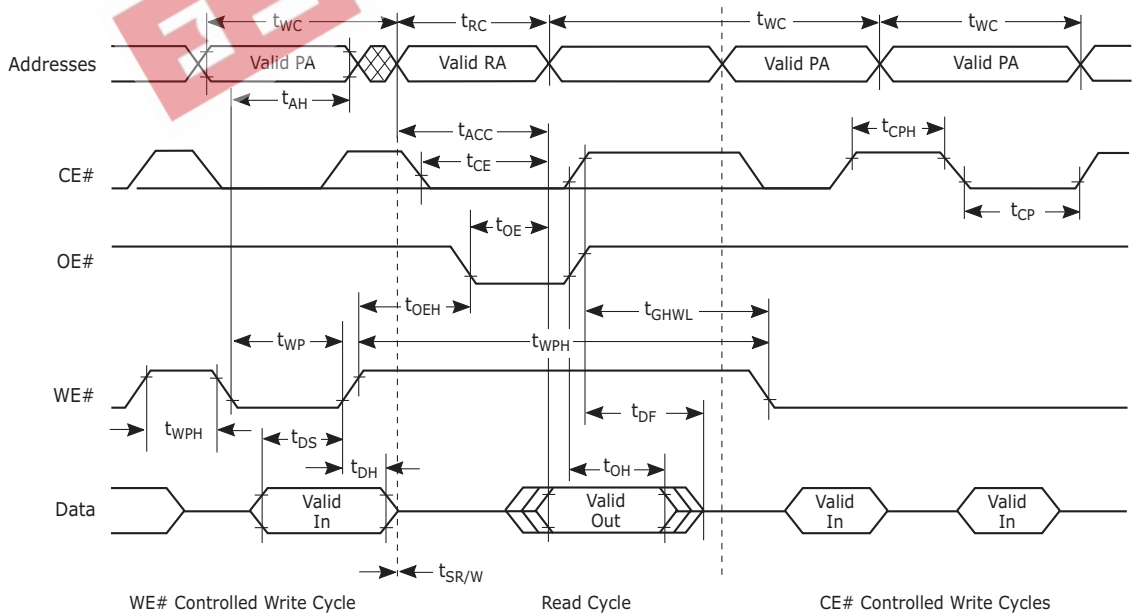 tWC tRC tWC tWC
Addresses Valid PA Valid RA Valid PA Valid PA
tAH
tACC tCPH
CE# tCE
tCP
tOE
OE#
tOEH tGHWL
tWP tWPH
WE#
tWPH tDS tDF
tDH tOH
Data Valid In Valid Out Valid In Valid In
tSR/W
WE# Controlled Write Cycle Read Cycle CE# Controlled Write Cycles